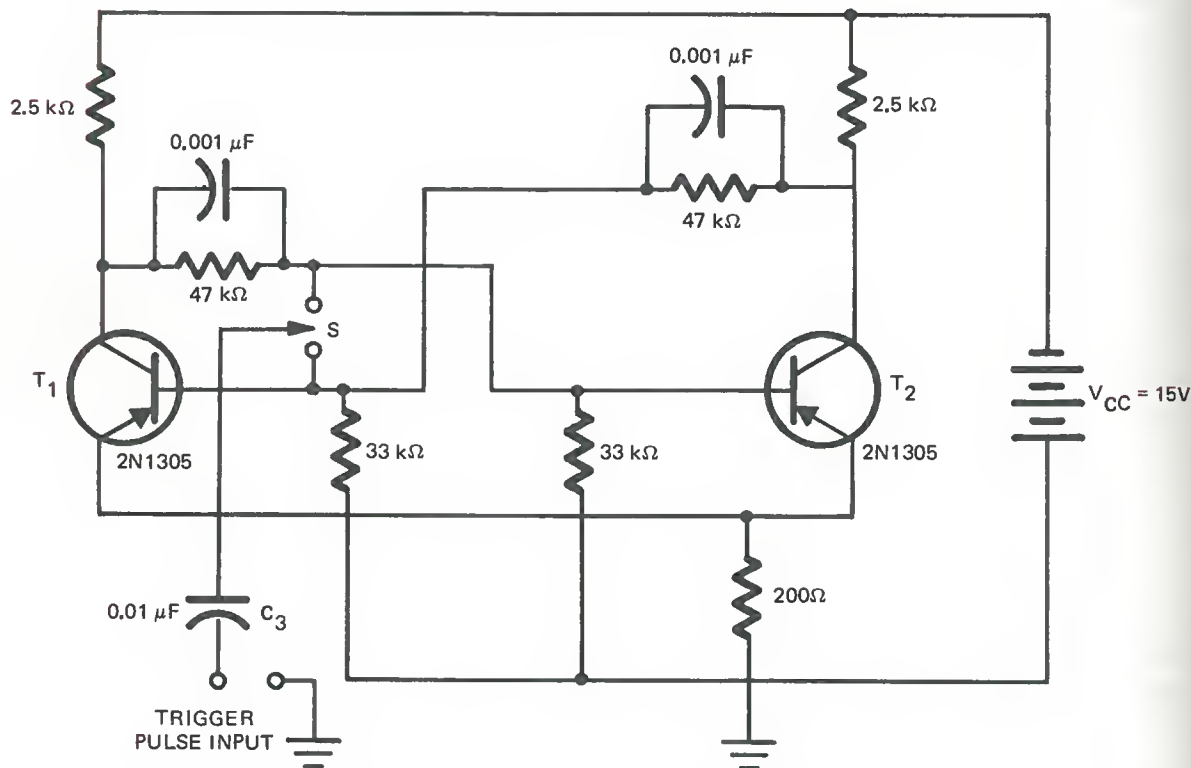 0.001 μF
2.5 kΩ
2.5 kΩ
0.001 μF
47 kΩ
47 kΩ
S
T1
T2
VCC = 15V
2N1305
33 kΩ
33 kΩ
2N1305
0.01 μF
C3
200Ω
TRIGGER
PULSE INPUT